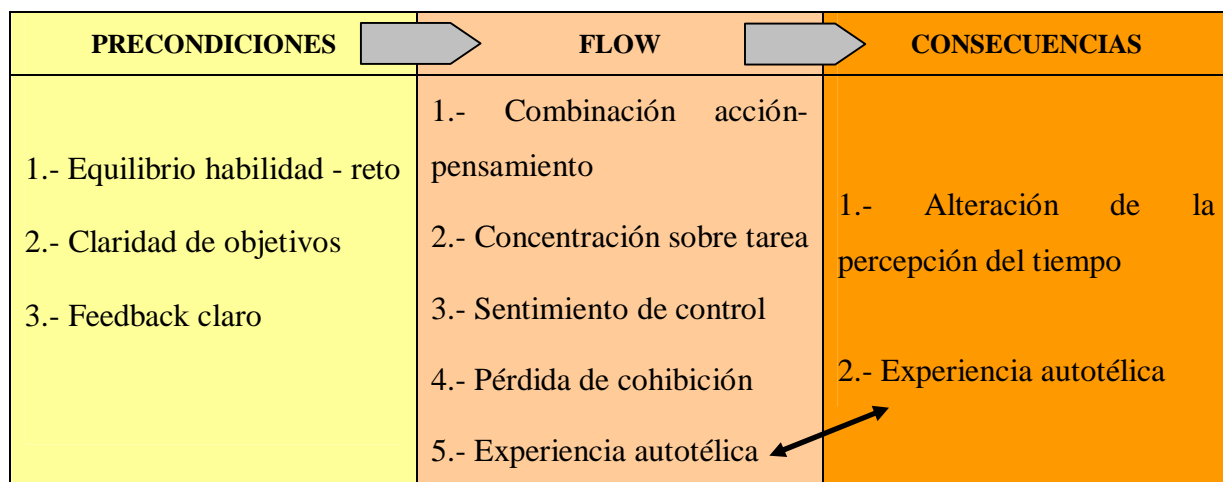 PRECONDICIONES
FLOW
CONSECUENCIAS
1.- Equilibrio habilidad - reto
2.- Claridad de objetivos
3.- Feedback claro
1.- Combinación acción-
pensamiento
2.- Concentración sobre tarea
3.- Sentimiento de control
4.- Pérdida de cohibición
5.- Experiencia autotélica
1.- Alteración de la
percepción del tiempo
2.- Experiencia autotélica